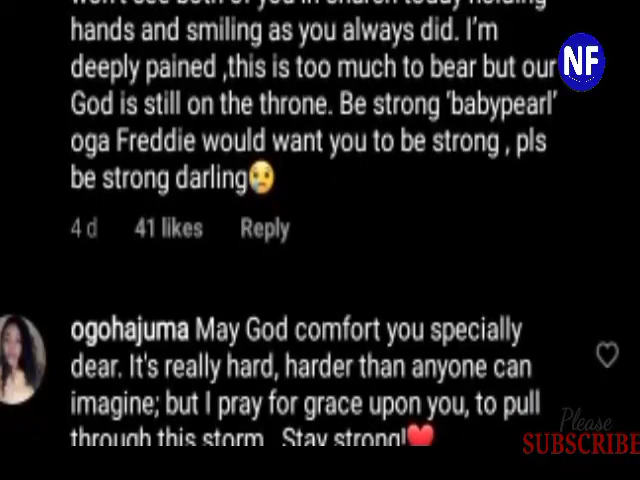 won't see both of you in church today holding
hands and smiling as you always did. I'm
deeply pained ,this is too much to bear but our
God is still on the throne. Be strong 'babypearl'
oga Freddie would want you to be strong , pls
be strong darling😢
4 d 41 likes Reply
NF
ogohajuma May God comfort you specially
dear. It's really hard, harder than anyone can
imagine; but I pray for grace upon you, to pull
through this storm. Stay strong!❤️
Please
SUBSCRIBE